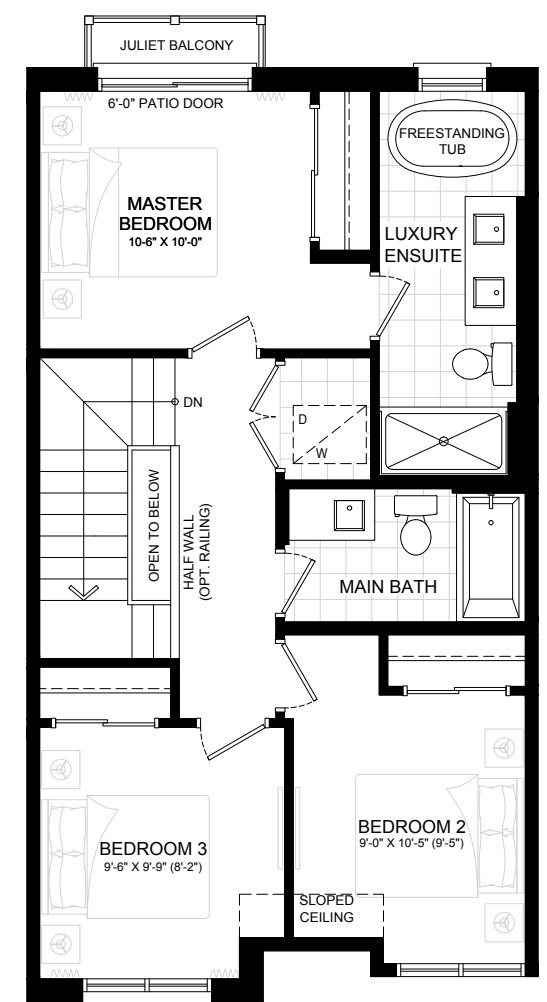 JULIET BALCONY
6'-0" PATIO DOOR
FREESTANDING
TUB
MASTER
BEDROOM
10-6" X 10'-0"
LUXURY
ENSUITE
DN
D
W
OPEN TO BELOW
HALF WALL
(OPT. RAILING)
MAIN BATH
BEDROOM 3
9'-6" X 9'-9" (8'-2")
BEDROOM 2
9'-0" X 10'-5" (9'-5")
SLOPED
CEILING